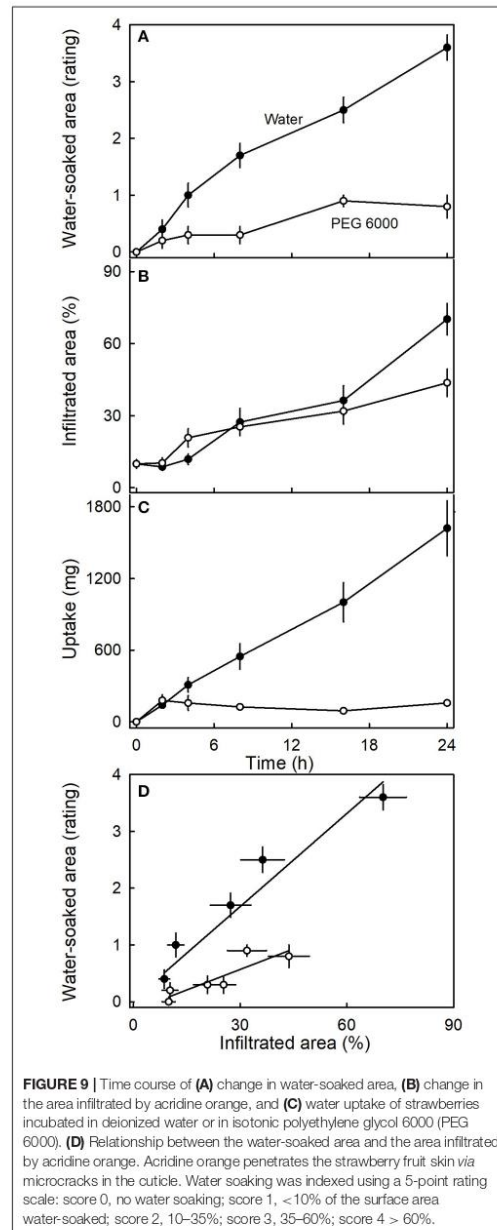 A
Water-soaked area (rating)
4
3
2
1
0
Water
PEG 6000
B
Infiltrated area (%)
90
60
30
0
C
Uptake (mg)
1800
1200
600
0
0 6 12 18 24
Time (h)
D
Water-soaked area (rating)
4
3
2
1
0
0 30 60 90
Infiltrated area (%)
FIGURE 9 | Time course of (A) change in water-soaked area, (B) change in
the area infiltrated by acridine orange, and (C) water uptake of strawberries
incubated in deionized water or in isotonic polyethylene glycol 6000 (PEG
6000). (D) Relationship between the water-soaked area and the area infiltrated
by acridine orange. Acridine orange penetrates the strawberry fruit skin via
microcracks in the cuticle. Water soaking was indexed using a 5-point rating
scale: score 0, no water soaking; score 1, <10% of the surface area
water-soaked; score 2, 10–35%; score 3, 35–60%; score 4 > 60%.